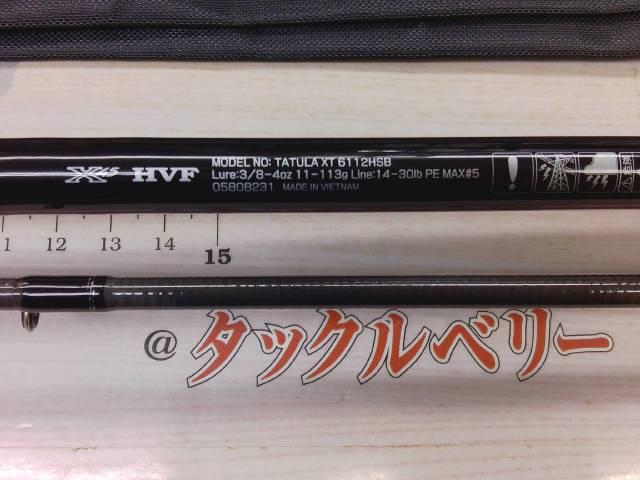 X45 HVF
MODEL NO: TATULA XT 6112HSB
Lure:3/8-4oz 11-113g Line:14-30lb PE MAX#5
05808231 MADE IN VIETNAM
11 12 13 14 15
@タックルベリー